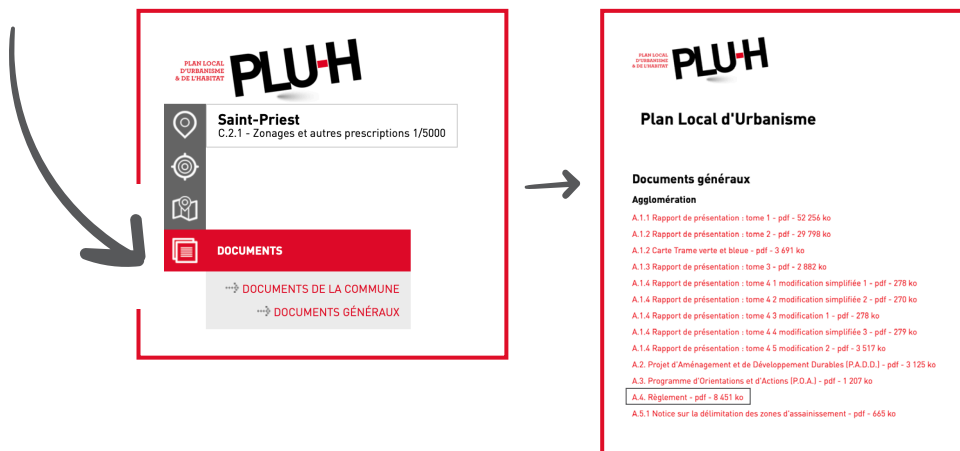 PLAN LOCAL
D'URBANISME
& DE L'HABITAT
PLU-H
Saint-Priest
C.2.1 - Zonages et autres prescriptions 1/5000
DOCUMENTS
DOCUMENTS DE LA COMMUNE
DOCUMENTS GÉNÉRAUX
PLAN LOCAL
D'URBANISME
& DE L'HABITAT
PLU-H
Plan Local d'Urbanisme
Documents généraux
Agglomération
A.1.1 Rapport de présentation : tome 1 - pdf - 52 256 ko
A.1.2 Rapport de présentation : tome 2 - pdf - 29 798 ko
A.1.2 Carte Trame verte et bleue - pdf - 3 691 ko
A.1.3 Rapport de présentation : tome 3 - pdf - 2 882 ko
A.1.4 Rapport de présentation : tome 4 1 modification simplifiée 1 - pdf - 278 ko
A.1.4 Rapport de présentation : tome 4 2 modification simplifiée 2 - pdf - 270 ko
A.1.4 Rapport de présentation : tome 4 3 modification 1 - pdf - 278 ko
A.1.4 Rapport de présentation : tome 4 4 modification simplifiée 3 - pdf - 279 ko
A.1.4 Rapport de présentation : tome 4 5 modification 2 - pdf - 3 517 ko
A.2. Projet d'Aménagement et de Développement Durables (P.A.D.D.) - pdf - 3 125 ko
A.3. Programme d'Orientations et d'Actions (P.O.A.) - pdf - 1 207 ko
A.4. Règlement - pdf - 8 451 ko
A.5.1 Notice sur la délimitation des zones d'assainissement - pdf - 665 ko